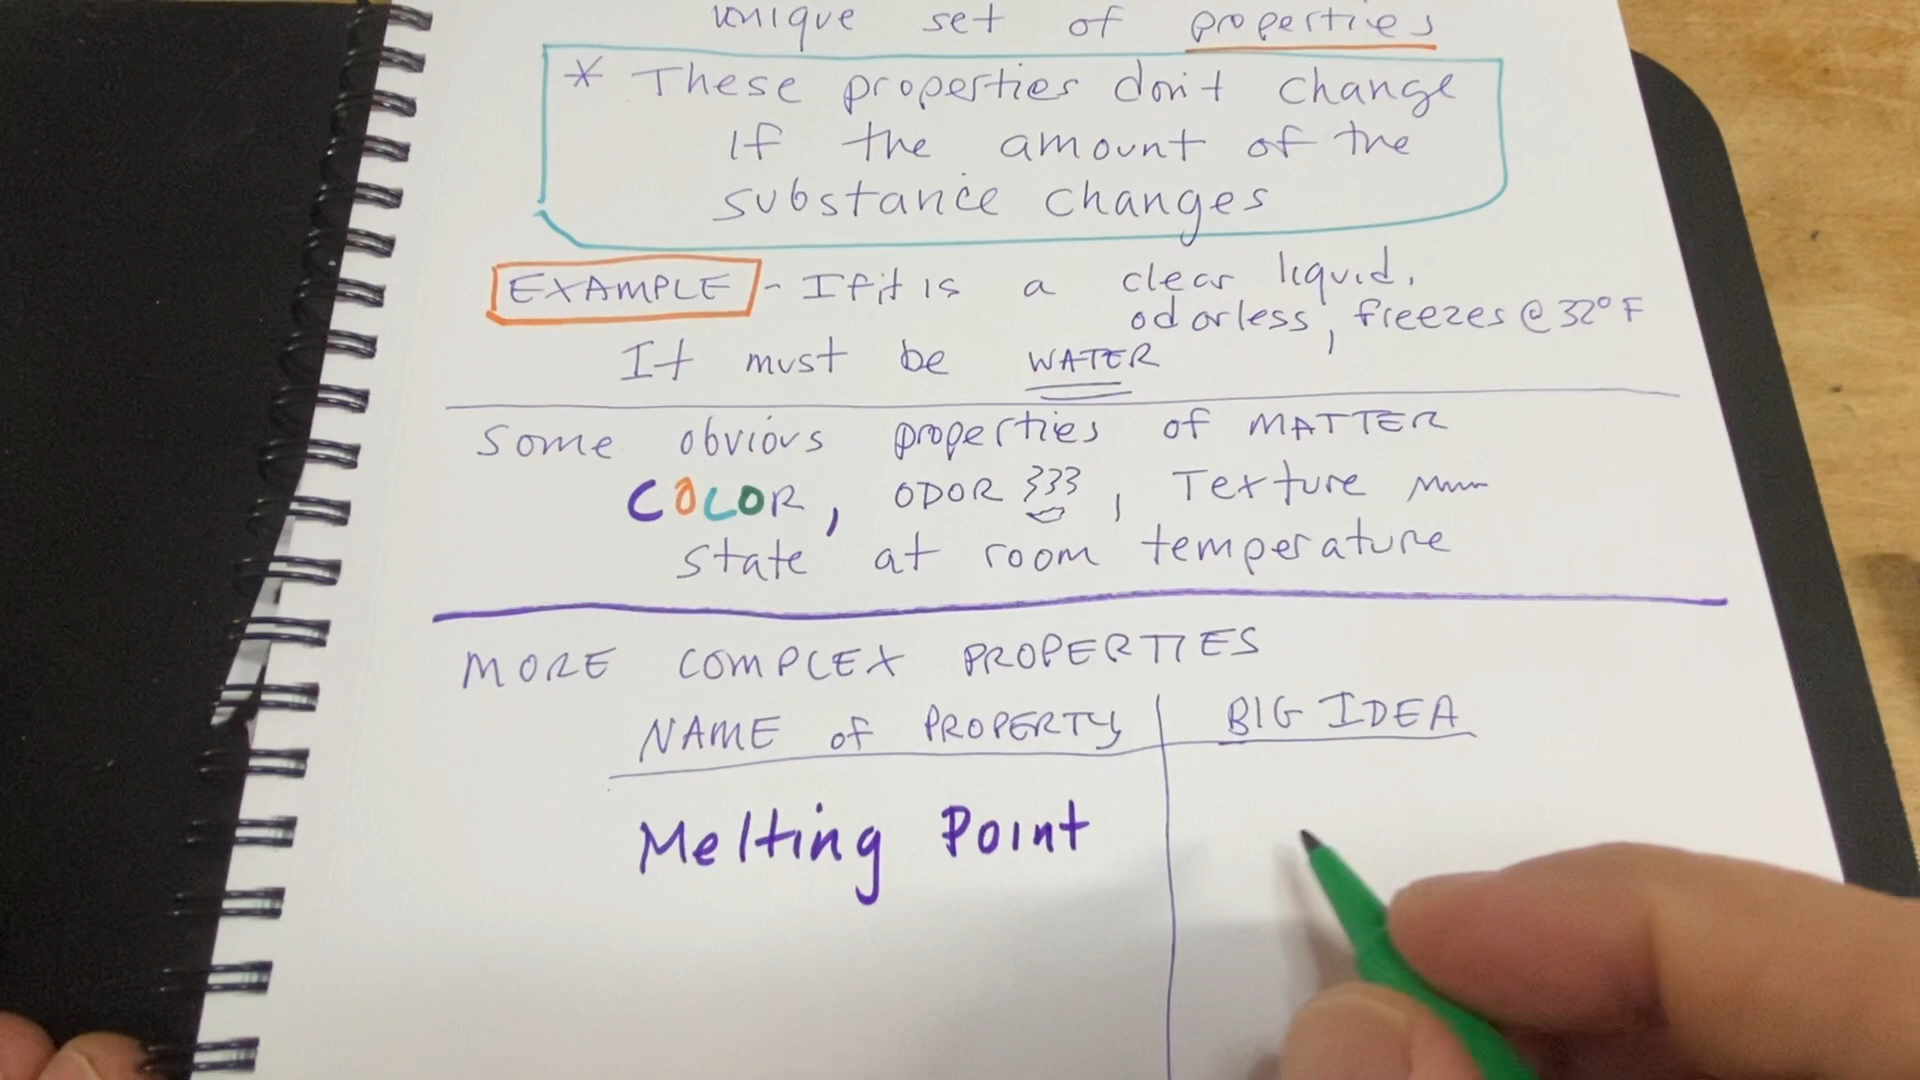 unique set of properties
* These properties don't change
If the amount of the
substance changes
EXAMPLE - If it is a clear liquid,
odorless, freezes @ 32° F
It must be WATER
Some obvious properties of MATTER
COLOR, ODOR, Texture
state at room temperature
MORE COMPLEX PROPERTIES
NAME of PROPERTY BIG IDEA
Melting Point